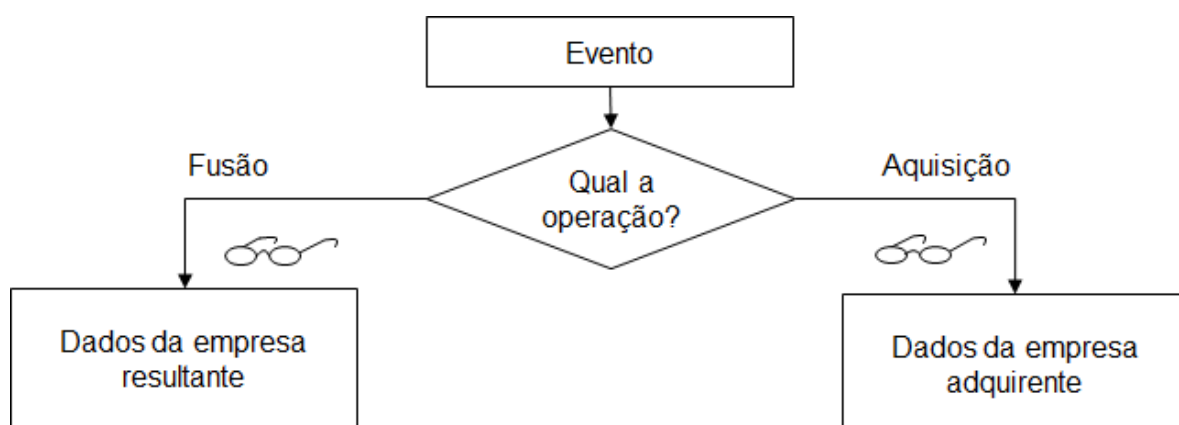 Evento
Fusão
Aquisição
Qual a
operação?
Dados da empresa
resultante
Dados da empresa
adquirente